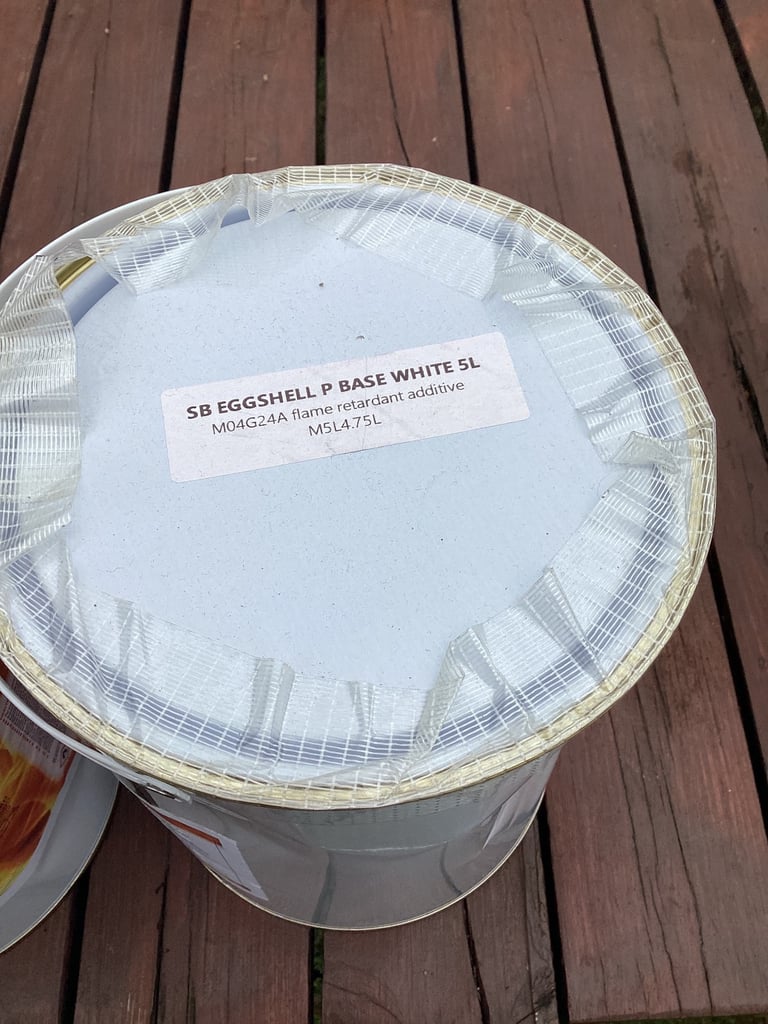 SB EGGSHELL P BASE WHITE 5L
M04G24A flame retardant additive
M5L4.75L